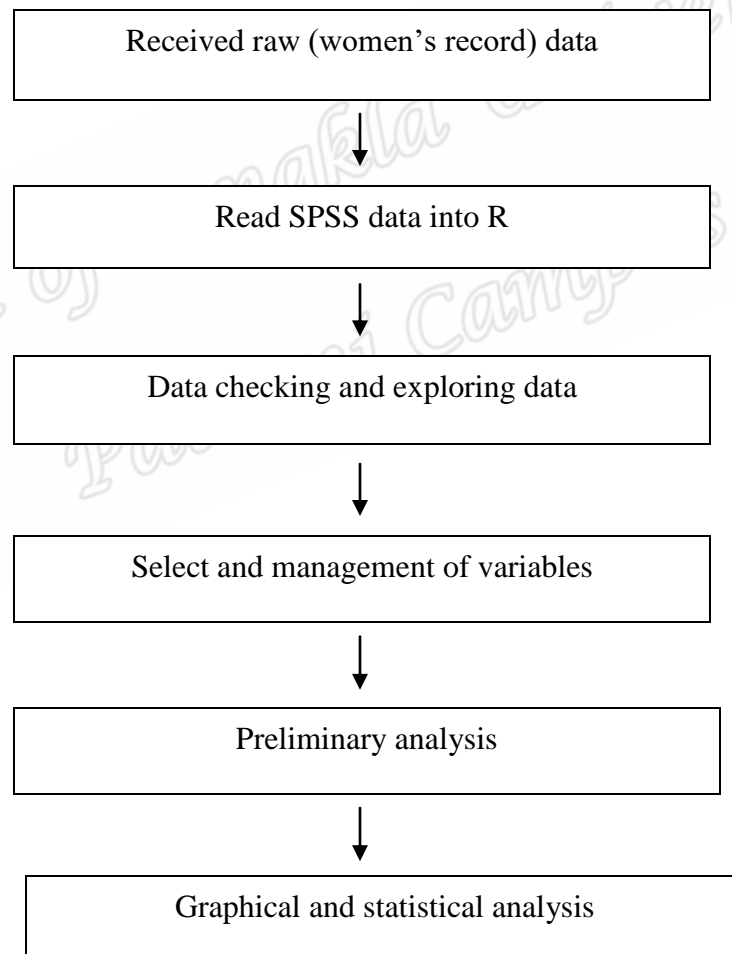 Received raw (women’s record) data
Read SPSS data into R
of
Data checking and exploring data
Select and management of variables
Preliminary analysis
Graphical and statistical analysis